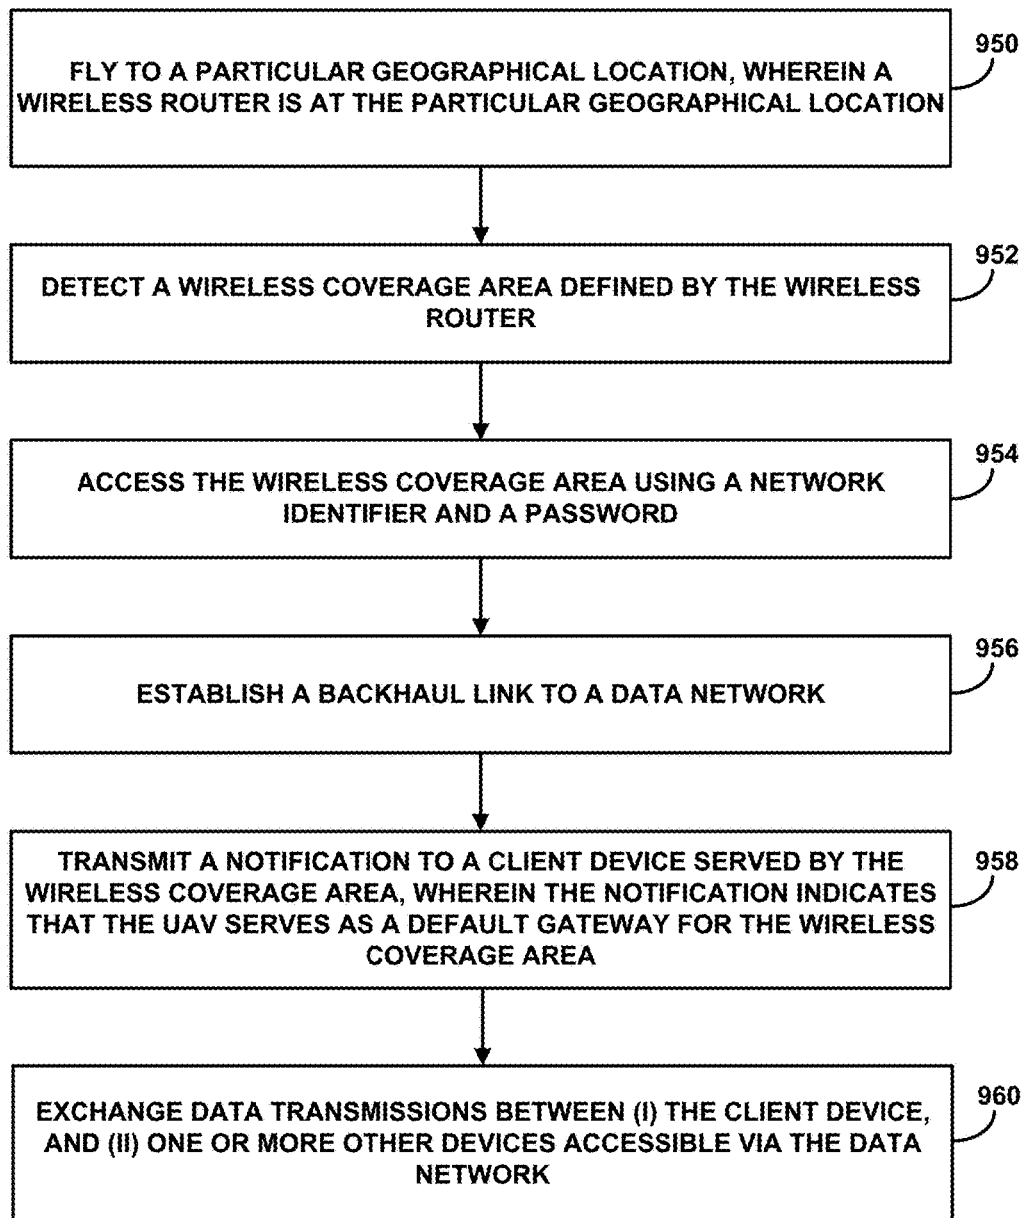 950
FLY TO A PARTICULAR GEOGRAPHICAL LOCATION, WHEREIN A
WIRELESS ROUTER IS AT THE PARTICULAR GEOGRAPHICAL LOCATION
952
DETECT A WIRELESS COVERAGE AREA DEFINED BY THE WIRELESS
ROUTER
954
ACCESS THE WIRELESS COVERAGE AREA USING A NETWORK
IDENTIFIER AND A PASSWORD
956
ESTABLISH A BACKHAUL LINK TO A DATA NETWORK
958
TRANSMIT A NOTIFICATION TO A CLIENT DEVICE SERVED BY THE
WIRELESS COVERAGE AREA, WHEREIN THE NOTIFICATION INDICATES
THAT THE UAV SERVES AS A DEFAULT GATEWAY FOR THE WIRELESS
COVERAGE AREA
960
EXCHANGE DATA TRANSMISSIONS BETWEEN (I) THE CLIENT DEVICE,
AND (II) ONE OR MORE OTHER DEVICES ACCESSIBLE VIA THE DATA
NETWORK